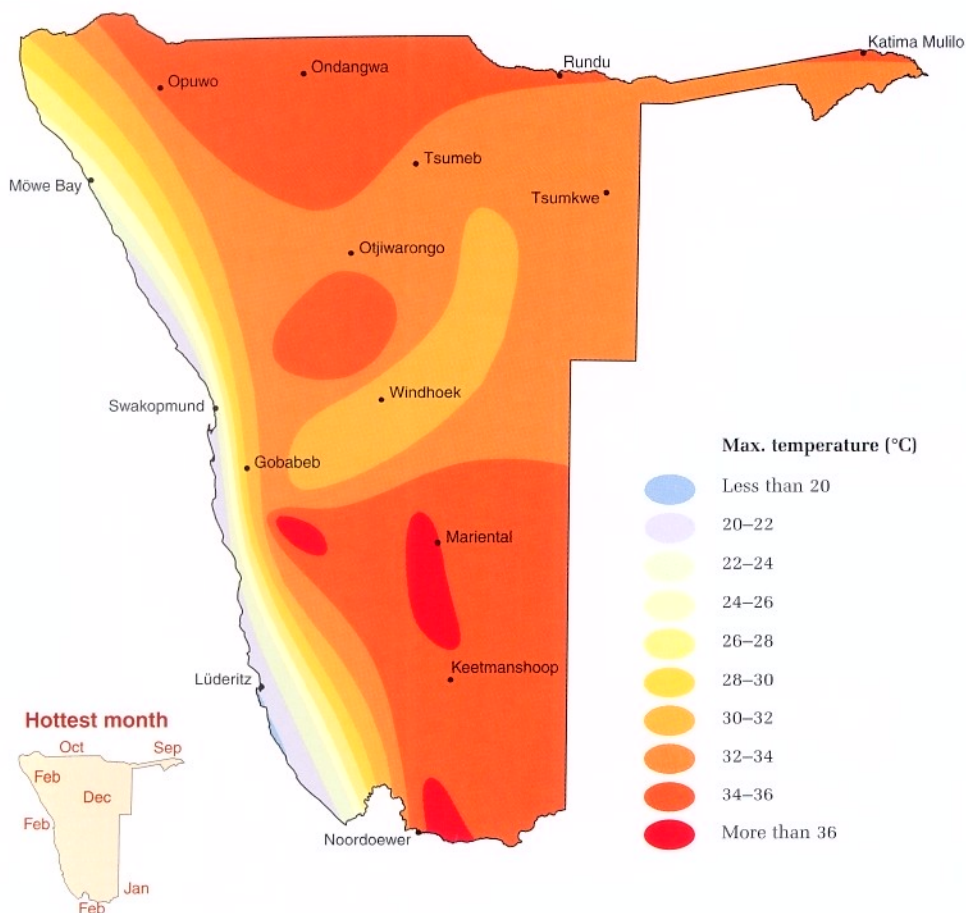 Katima Mulilo
Rundu
Ondangwa
Opuwo
Tsumeb
Möwe Bay
Tsumkwe
Otjiwarongo
Windhoek
Swakopmund
Gobabeb
Mariental
Keetmanshoop
Lüderitz
Noordoewer
Max. temperature (°C)
Less than 20
20–22
22–24
24–26
26–28
28–30
30–32
32–34
34–36
More than 36
Hottest month
Oct
Sep
Feb
Dec
Feb
Jan
Feb